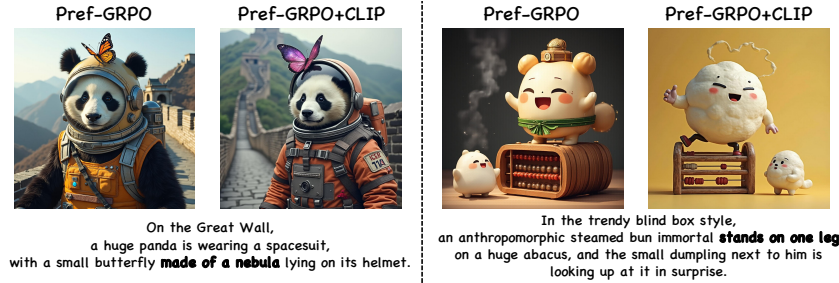 Pref-GRPO
Pref-GRPO+CLIP
On the Great Wall,
a huge panda is wearing a spacesuit,
with a small butterfly made of a nebula lying on its helmet.
Pref-GRPO
Pref-GRPO+CLIP
In the trendy blind box style,
an anthropomorphic steamed bun immortal stands on one leg
on a huge abacus, and the small dumpling next to him is
looking up at it in surprise.